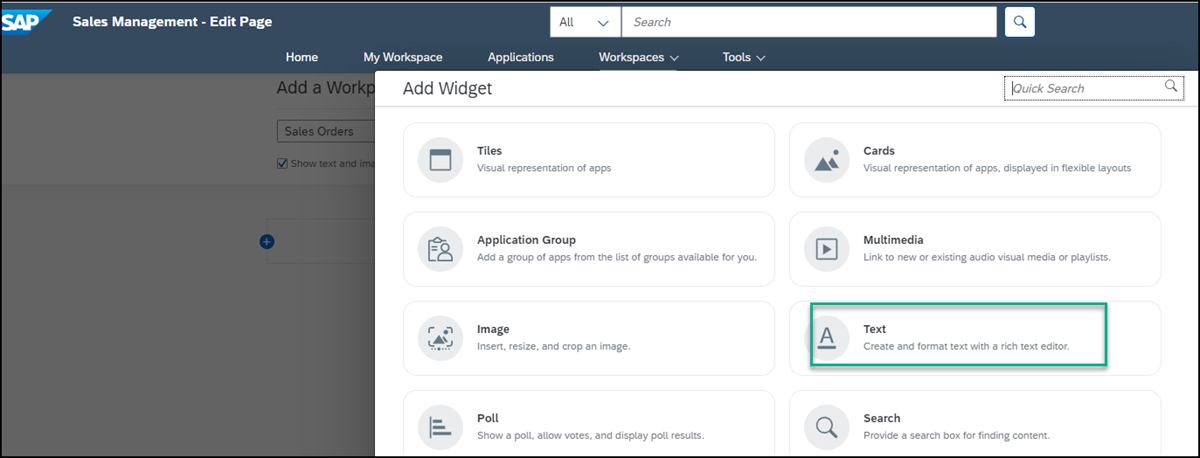 SAP
Sales Management - Edit Page
All
Search
Home
My Workspace
Applications
Workspaces
Tools
Add a Workp
Add Widget
Quick Search
Sales Orders
Show text and ima
Tiles
Visual representation of apps
Cards
Visual representation of apps, displayed in flexible layouts
Application Group
Add a group of apps from the list of groups available for you.
Multimedia
Link to new or existing audio visual media or playlists.
Image
Insert, resize, and crop an image.
A
Text
Create and format text with a rich text editor.
Poll
Show a poll, allow votes, and display poll results.
Search
Provide a search box for finding content.